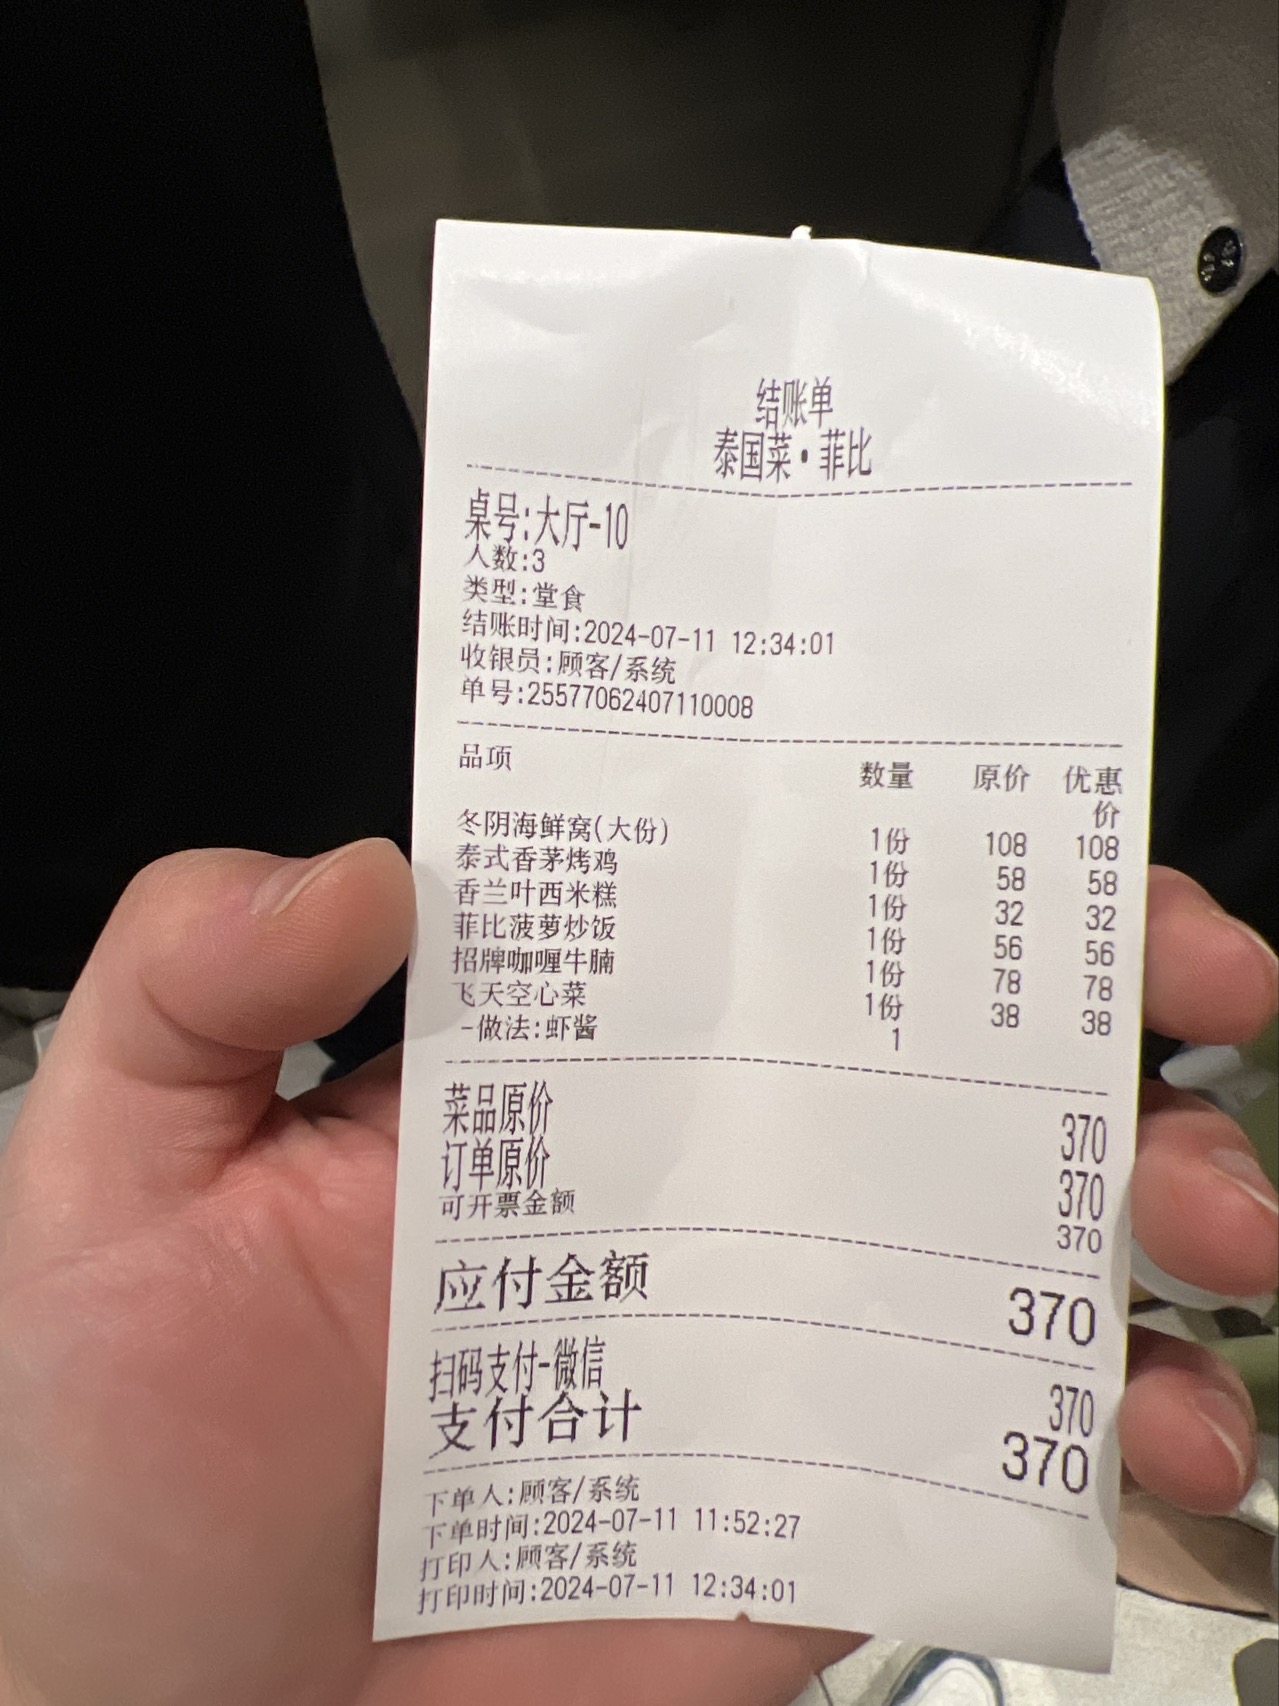 结账单
泰国菜·菲比
桌号:大厅-10
人数:3
类型:堂食
结账时间:2024-07-11 12:34:01
收银员:顾客/系统
单号:25577062407110008
品项 数量 原价 优惠价
冬阴海鲜窝(大份) 1份 108 108
泰式香茅烤鸡 1份 58 58
香兰叶西米糕 1份 32 32
菲比菠萝炒饭 1份 56 56
招牌咖喱牛腩 1份 78 78
飞天空心菜 1份 38 38
-做法:虾酱 1
菜品原价 370
订单原价 370
可开票金额 370
应付金额 370
扫码支付-微信 370
支付合计 370
下单人:顾客/系统
下单时间:2024-07-11 11:52:27
打印人:顾客/系统
打印时间:2024-07-11 12:34:01